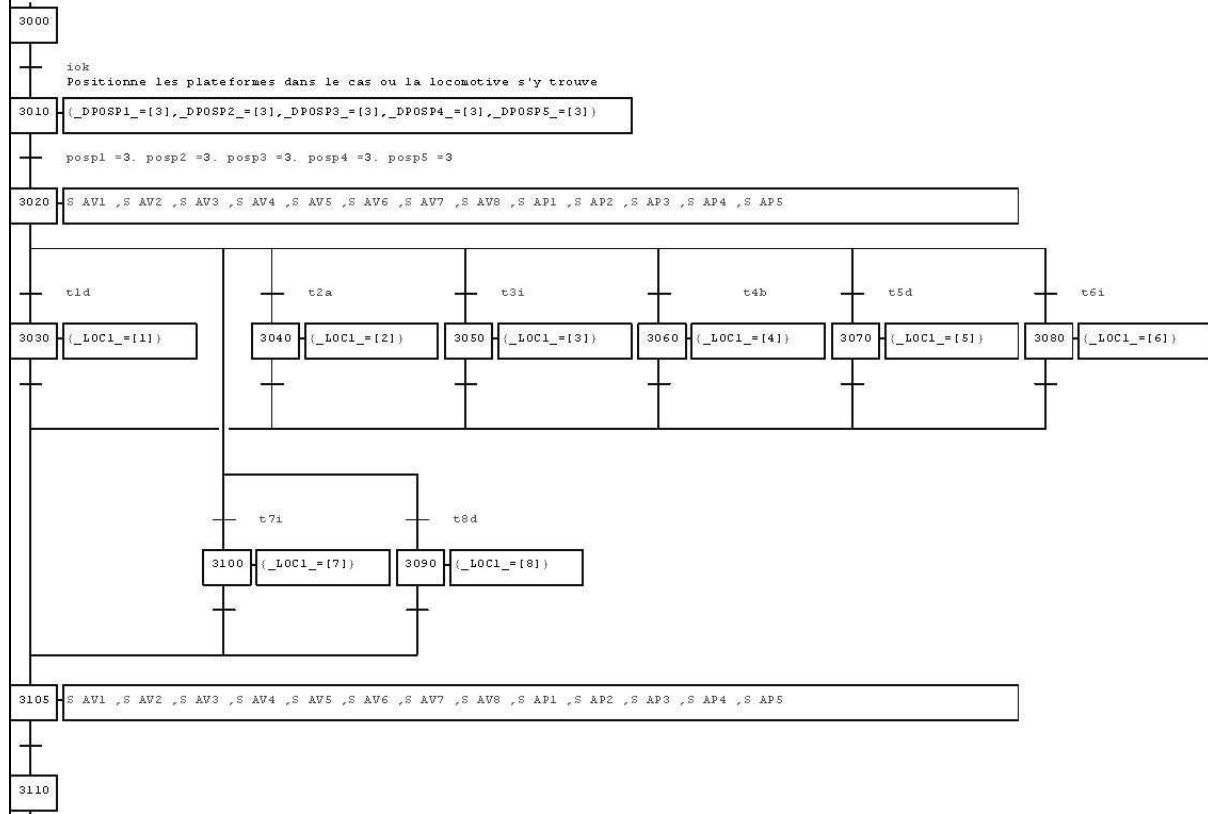 3000
iok
Positionne les plateformes dans le cas ou la locomotive s'y trouve
3010 {_DPOSP1_=[3],_DPOSP2_=[3],_DPOSP3_=[3],_DPOSP4_=[3],_DPOSP5_=[3]}
posp1 =3. posp2 =3. posp3 =3. posp4 =3. posp5 =3
3020 S AV1 ,S AV2 ,S AV3 ,S AV4 ,S AV5 ,S AV6 ,S AV7 ,S AV8 ,S AP1 ,S AP2 ,S AP3 ,S AP4 ,S AP5
t1d t2a t3i t4b t5d t6i
3030 {_LOC1_=[1]} 3040 {_LOC1_=[2]} 3050 {_LOC1_=[3]} 3060 {_LOC1_=[4]} 3070 {_LOC1_=[5]} 3080 {_LOC1_=[6]}
t7i t8d
3100 {_LOC1_=[7]} 3090 {_LOC1_=[8]}
3105 S AV1 ,S AV2 ,S AV3 ,S AV4 ,S AV5 ,S AV6 ,S AV7 ,S AV8 ,S AP1 ,S AP2 ,S AP3 ,S AP4 ,S AP5
3110